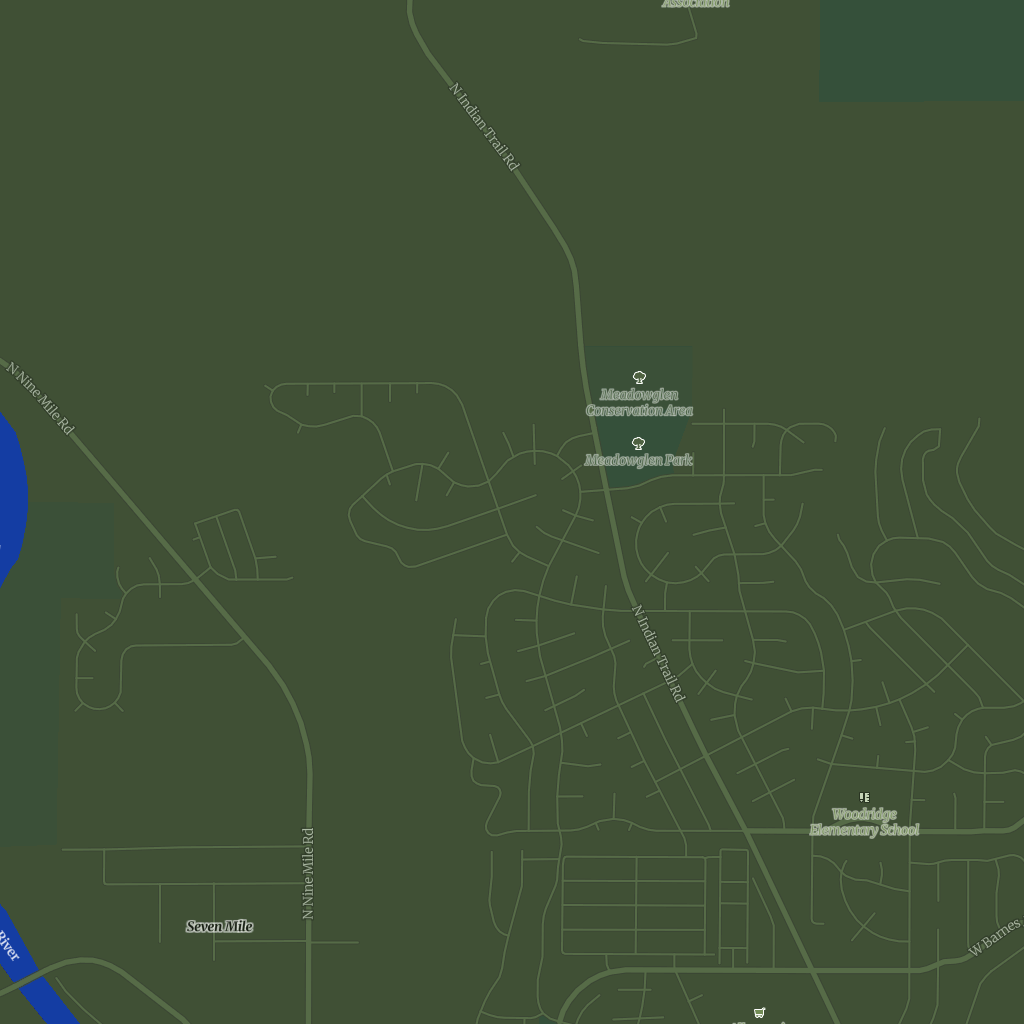 Association
N Indian Trail Rd
Meadowglen
Conservation Area
N Nine Mile Rd
Meadowglen Park
N Indian Trail Rd
Woodridge
Elementary School
N Nine Mile Rd
Seven Mile
W Barnes
River